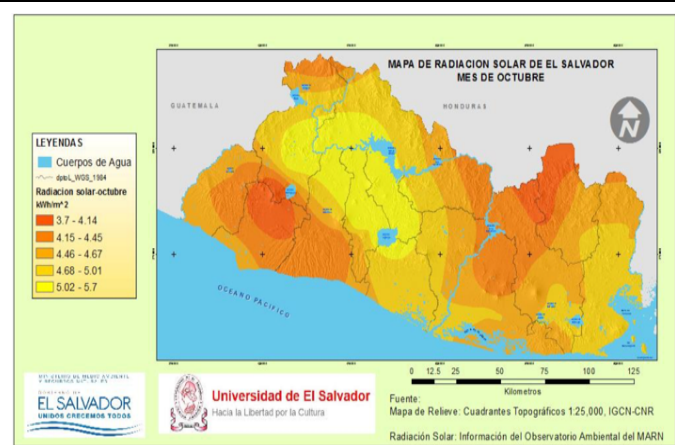 MAPA DE RADIACION SOLAR DE EL SALVADOR
MES DE OCTUBRE
GUATEMALA
HONDURAS
N
LEYENDAS
Cuerpos de Agua
dptoL_WGS_1984
Radiacion solar-octubre
kWh/m^2
3.7 - 4.14
4.15 - 4.45
4.46 - 4.67
4.68 - 5.01
5.02 - 5.7
OCEANO PACIFICO
0 12.5 25 50 75 100 125
Kilometros
GOBIERNO DE
EL SALVADOR
UNIDOS CRECEMOS TODOS
Universidad de El Salvador
Hacia la Libertad por la Cultura
Fuente:
Mapa de Relieve: Cuadrantes Topográficos 1:25,000, IGCN-CNR
Radiación Solar: Información del Observatorio Ambiental del MARN